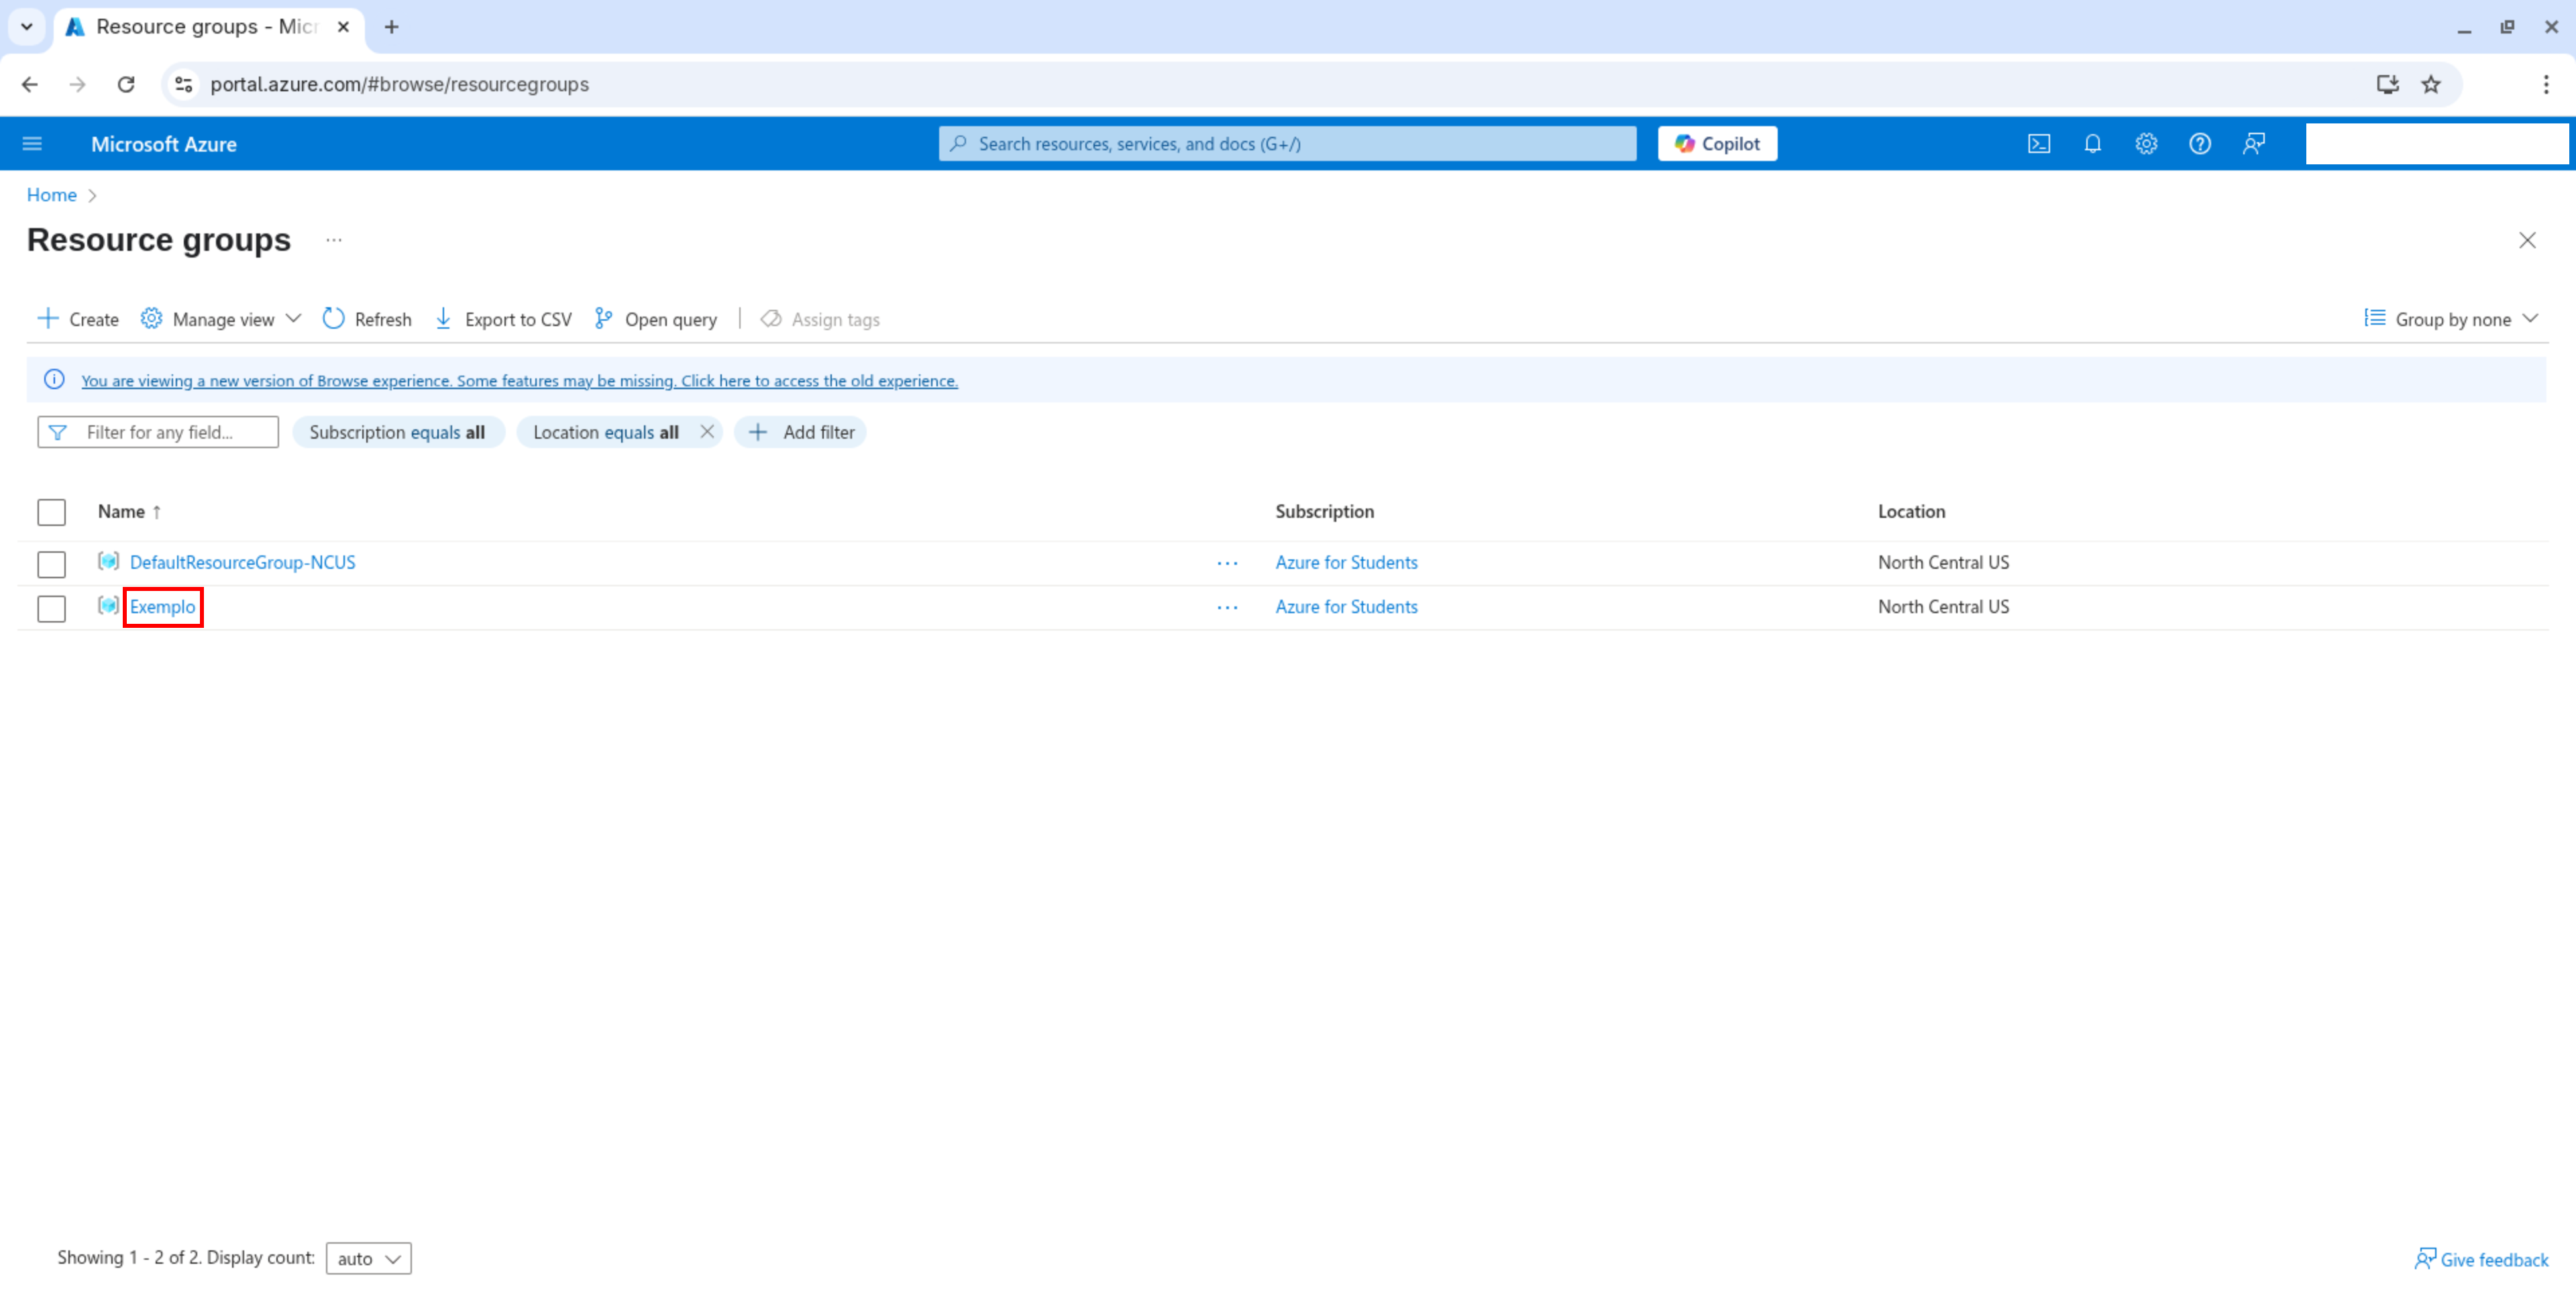 Resource groups - Micr
portal.azure.com/#browse/resourcegroups
Microsoft Azure
Search resources, services, and docs (G+/)
Copilot
Home
Resource groups ...
Create
Manage view
Refresh
Export to CSV
Open query
Assign tags
Group by none
You are viewing a new version of Browse experience. Some features may be missing. Click here to access the old experience.
Filter for any field...
Subscription equals all
Location equals all
Add filter
Name ↑ Subscription Location
DefaultResourceGroup-NCUS ... Azure for Students North Central US
Exemplo ... Azure for Students North Central US
Showing 1 - 2 of 2. Display count: auto
Give feedback